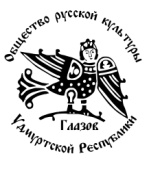 Общество русской культуры
Глазов
Удмуртской Республики